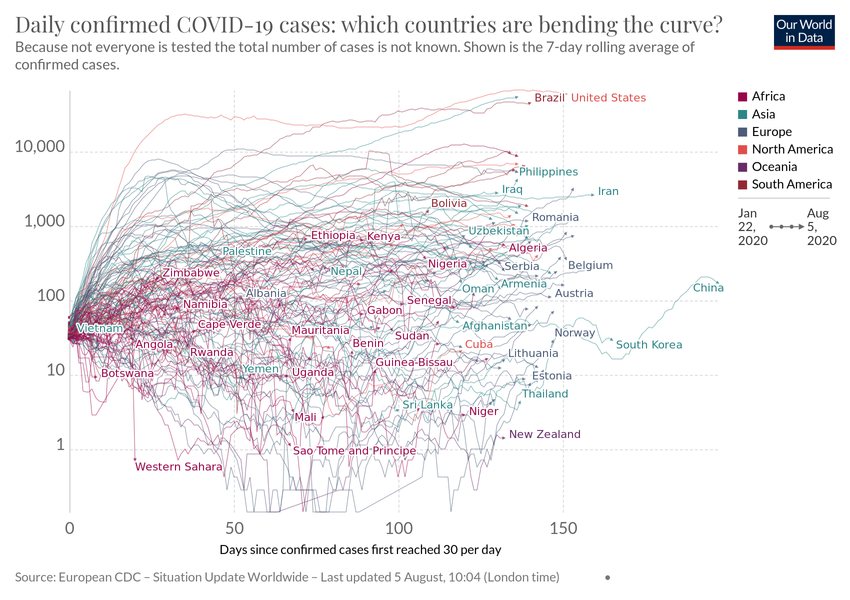 Daily confirmed COVID-19 cases: which countries are bending the curve?
Because not everyone is tested the total number of cases is not known. Shown is the 7-day rolling average of
confirmed cases.
Our World
in Data
Africa
Asia
Europe
North America
Oceania
South America
Jan
22,
2020
Aug
5,
2020
10,000
1,000
100
10
1
Brazil
United States
Philippines
Iraq
Iran
Bolivia
Romania
Uzbekistan
Ethiopia
Kenya
Algeria
Palestine
Nigeria
Serbia
Belgium
Zimbabwe
Nepal
Oman
Armenia
China
Albania
Austria
Namibia
Senegal
Gabon
Vietnam
Cape Verde
Mauritania
Afghanistan
Sudan
Norway
Angola
Rwanda
Benin
Cuba
South Korea
Lithuania
Botswana
Yemen
Uganda
Guinea-Bissau
Estonia
Thailand
Sri Lanka
Niger
Mali
New Zealand
Sao Tome and Principe
Western Sahara
0
50
100
150
Days since confirmed cases first reached 30 per day
Source: European CDC – Situation Update Worldwide – Last updated 5 August, 10:04 (London time)